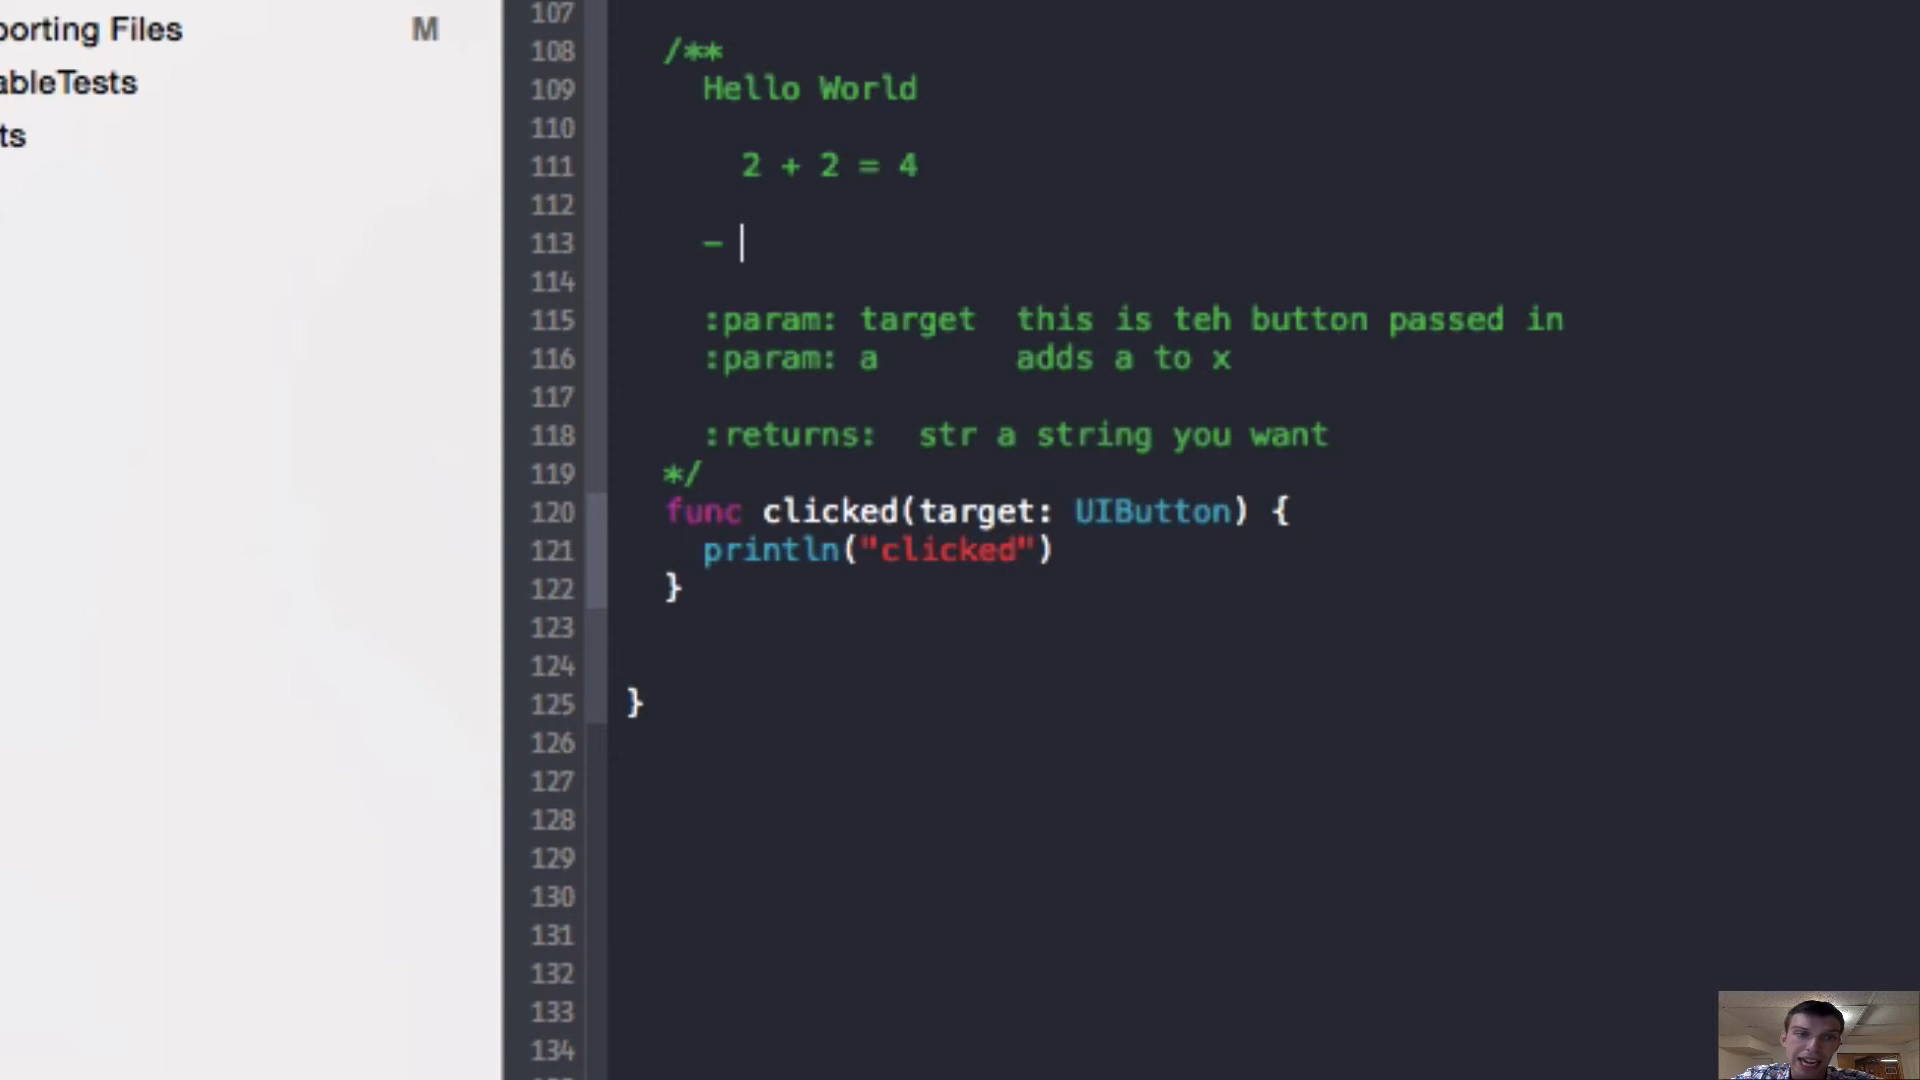 porting Files M
ableTests
ts
107
108 /**
109 Hello World
110
111 2 + 2 = 4
112
113 -
114
115 :param: target this is teh button passed in
116 :param: a adds a to x
117
118 :returns: str a string you want
119 */
120 func clicked(target: UIButton) {
121 println("clicked")
122 }
123
124
125 }
126
127
128
129
130
131
132
133
134